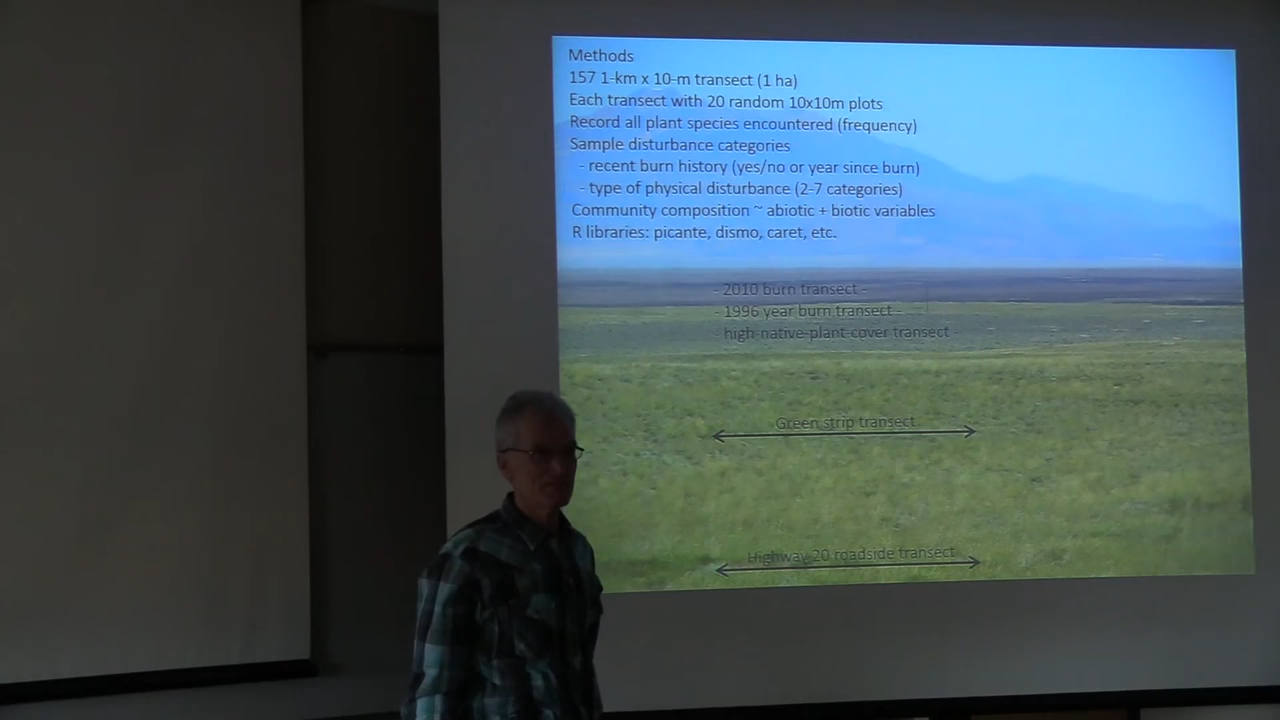 Methods
157 1-km x 10-m transect (1 ha)
Each transect with 20 random 10x10m plots
Record all plant species encountered (frequency)
Sample disturbance categories
- recent burn history (yes/no or year since burn)
- type of physical disturbance (2-7 categories)
Community composition ~ abiotic + biotic variables
R libraries: picante, dismo, caret, etc.
- 2010 burn transect -
- 1996 year burn transect -
- high-native-plant-cover transect -
Green strip transect
Highway 20 roadside transect